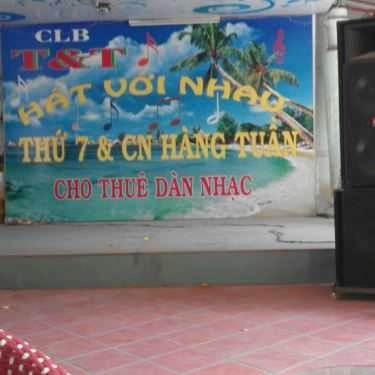 CLB
T&T
HÁT VỚI NHAU
THỨ 7 & CN HÀNG TUẦN
CHO THUÊ DÀN NHẠC